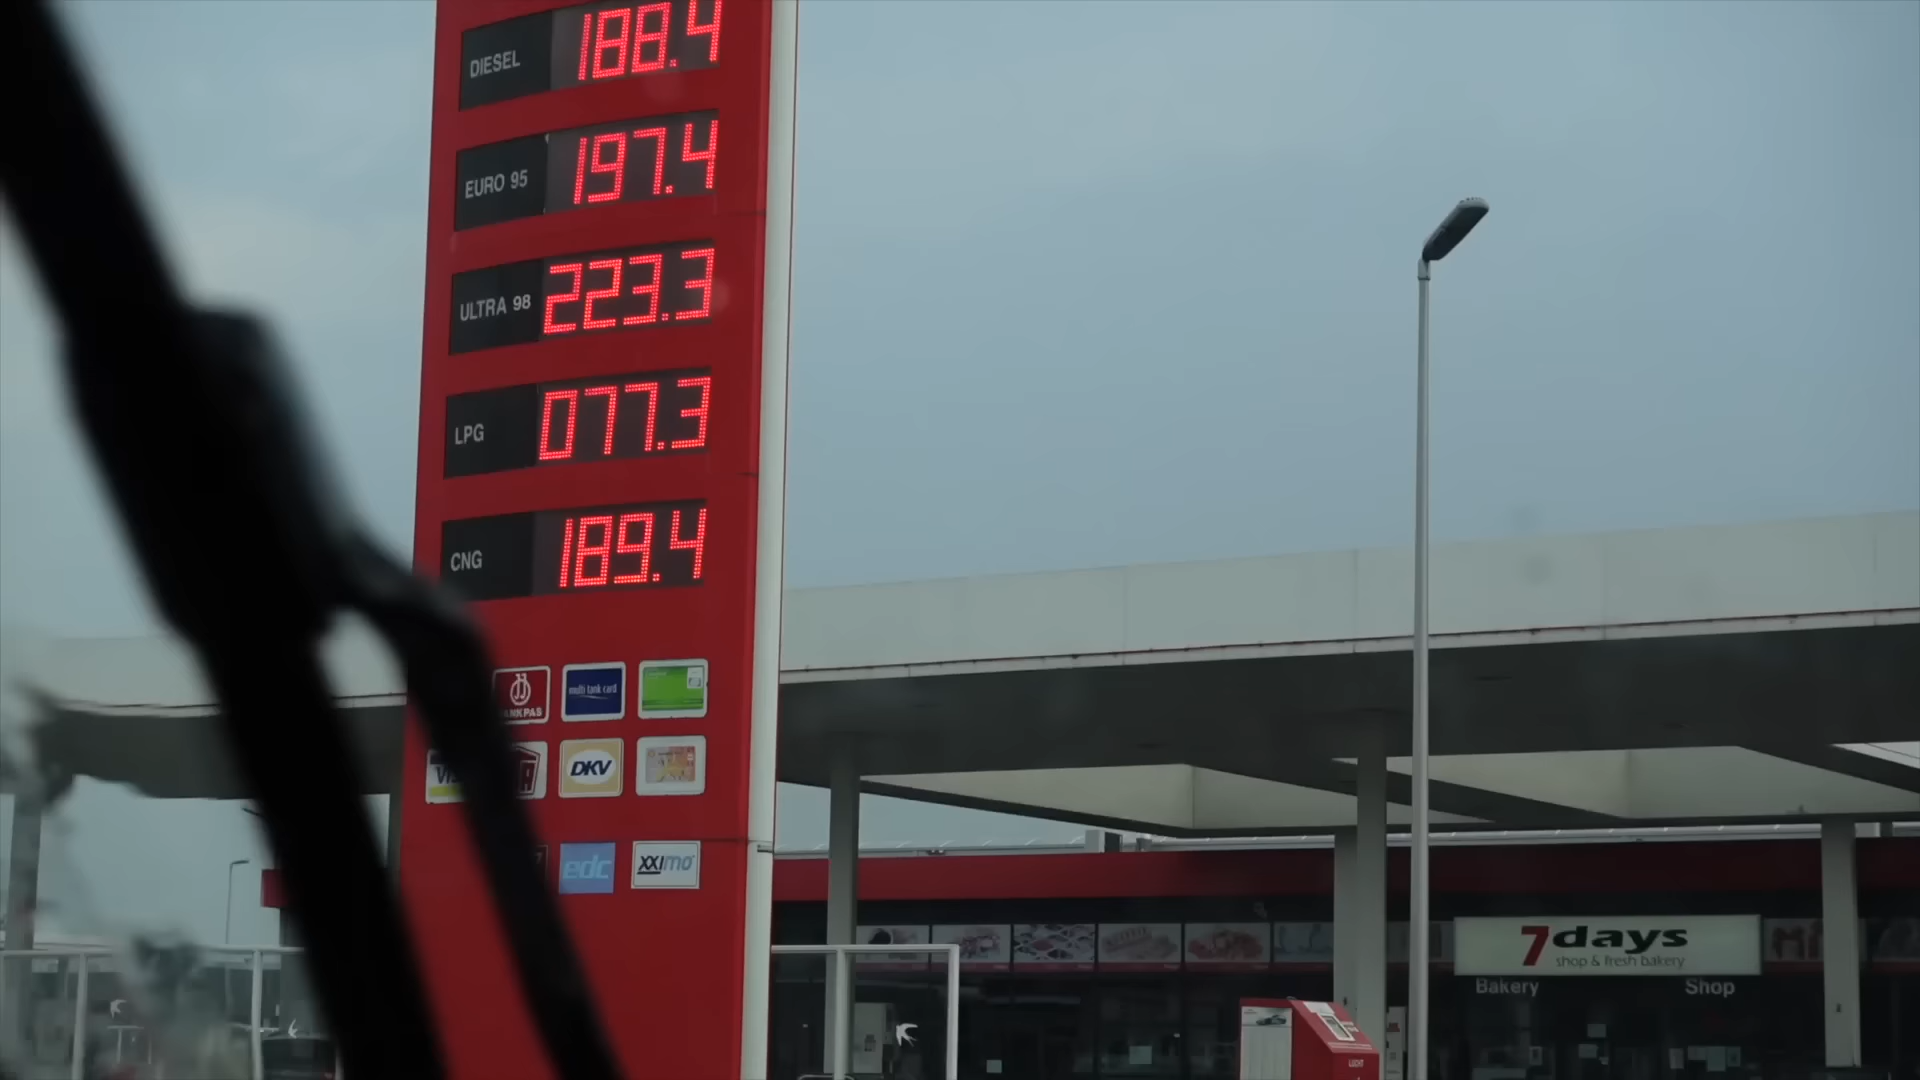 DIESEL 188.4
EURO 95 197.4
ULTRA 98 223.3
LPG 077.3
CNG 189.4
multi tank card
DKV
edc
XXImo
7days
shop & fresh bakery
Bakery Shop
LUCHT